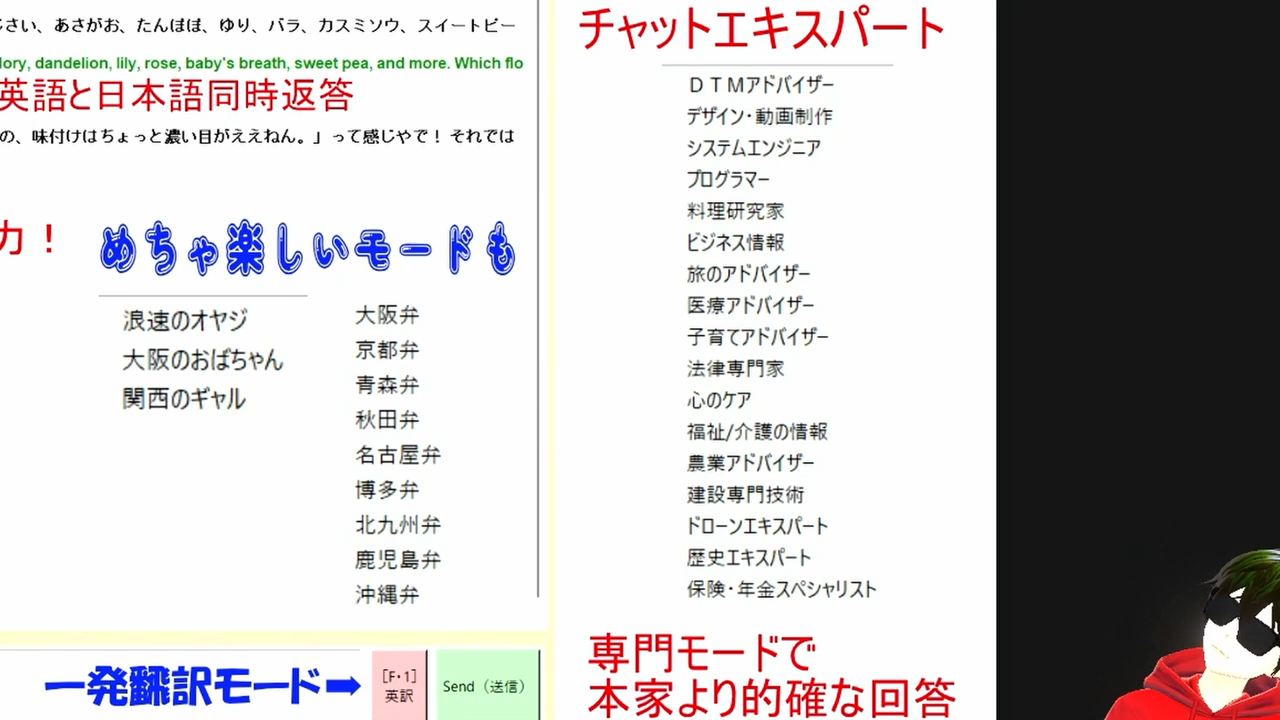 じさい、あさがお、たんぽぽ、ゆり、バラ、カスミソウ、スイートピー
lory, dandelion, lily, rose, baby's breath, sweet pea, and more. Which flo
英語と日本語同時返答
の、味付けはちょっと濃い目がええねん。」って感じやで！ それでは
力！
めちゃ楽しいモードも
浪速のオヤジ
大阪のおばちゃん
関西のギャル
大阪弁
京都弁
青森弁
秋田弁
名古屋弁
博多弁
北九州弁
鹿児島弁
沖縄弁
一発翻訳モード➡
［F・1］
英訳
Send（送信）
チャットエキスパート
ＤＴＭアドバイザー
デザイン・動画制作
システムエンジニア
プログラマー
料理研究家
ビジネス情報
旅のアドバイザー
医療アドバイザー
子育てアドバイザー
法律専門家
心のケア
福祉/介護の情報
農業アドバイザー
建設専門技術
ドローンエキスパート
歴史エキスパート
保険・年金スペシャリスト
専門モードで
本家より的確な回答